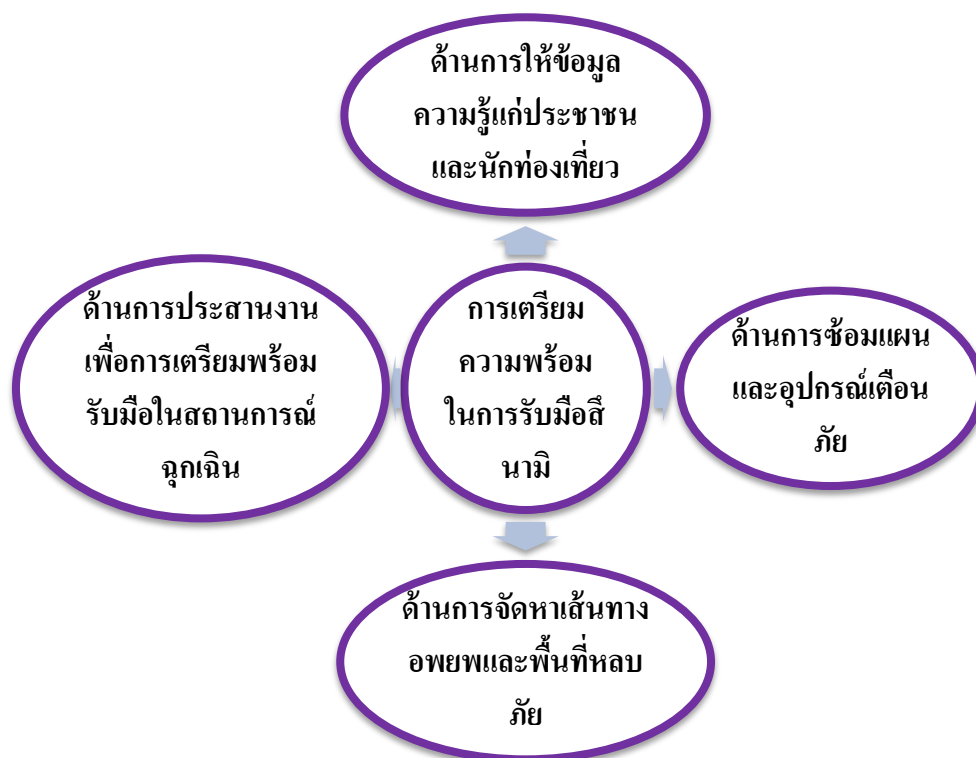 ด้านการให้ข้อมูล
ความรู้แก่ประชาชน
และนักท่องเที่ยว
ด้านการประสานงาน
เพื่อการเตรียมพร้อม
รับมือในสถานการณ์
ฉุกเฉิน
การเตรียม
ความพร้อม
ในการรับมือสึ
นามิ
ด้านการซ้อมแผน
และอุปกรณ์เตือน
ภัย
ด้านการจัดหาเส้นทาง
อพยพและพื้นที่หลบ
ภัย